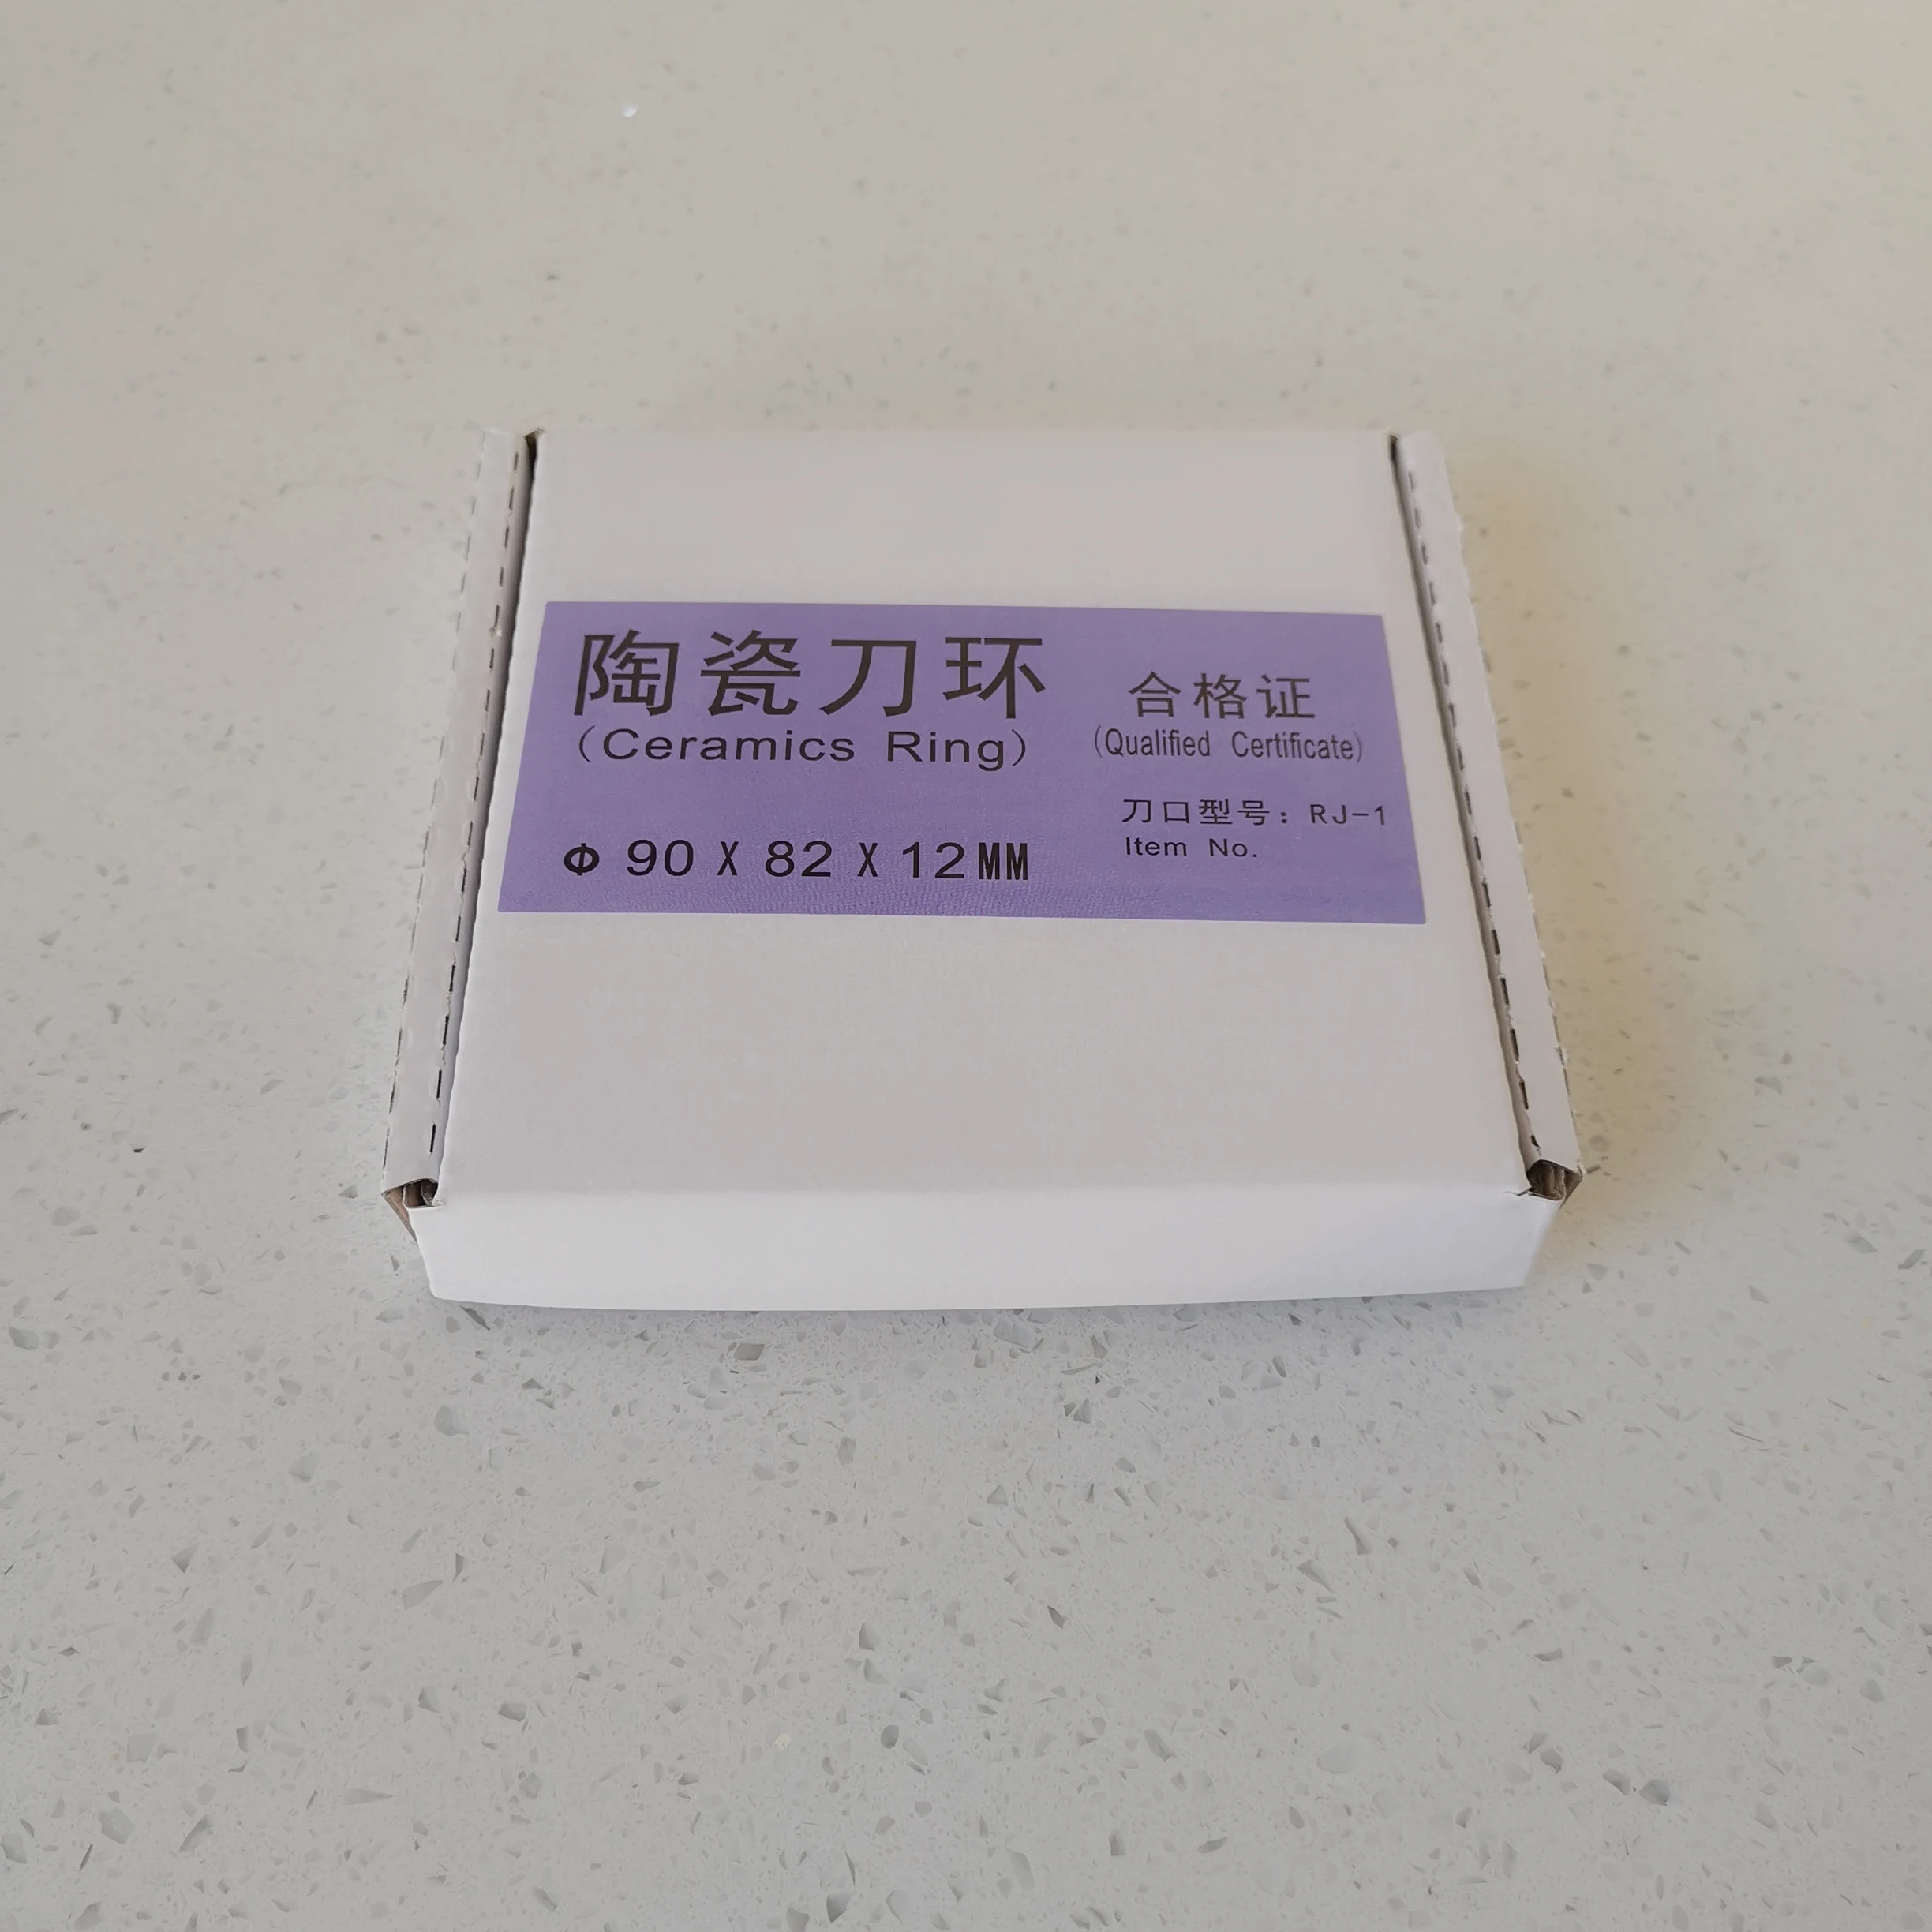 陶瓷刀环
(Ceramics Ring)
Φ 90 X 82 X 12MM
合格证
(Qualified Certificate)
刀口型号: RJ-1
Item No.